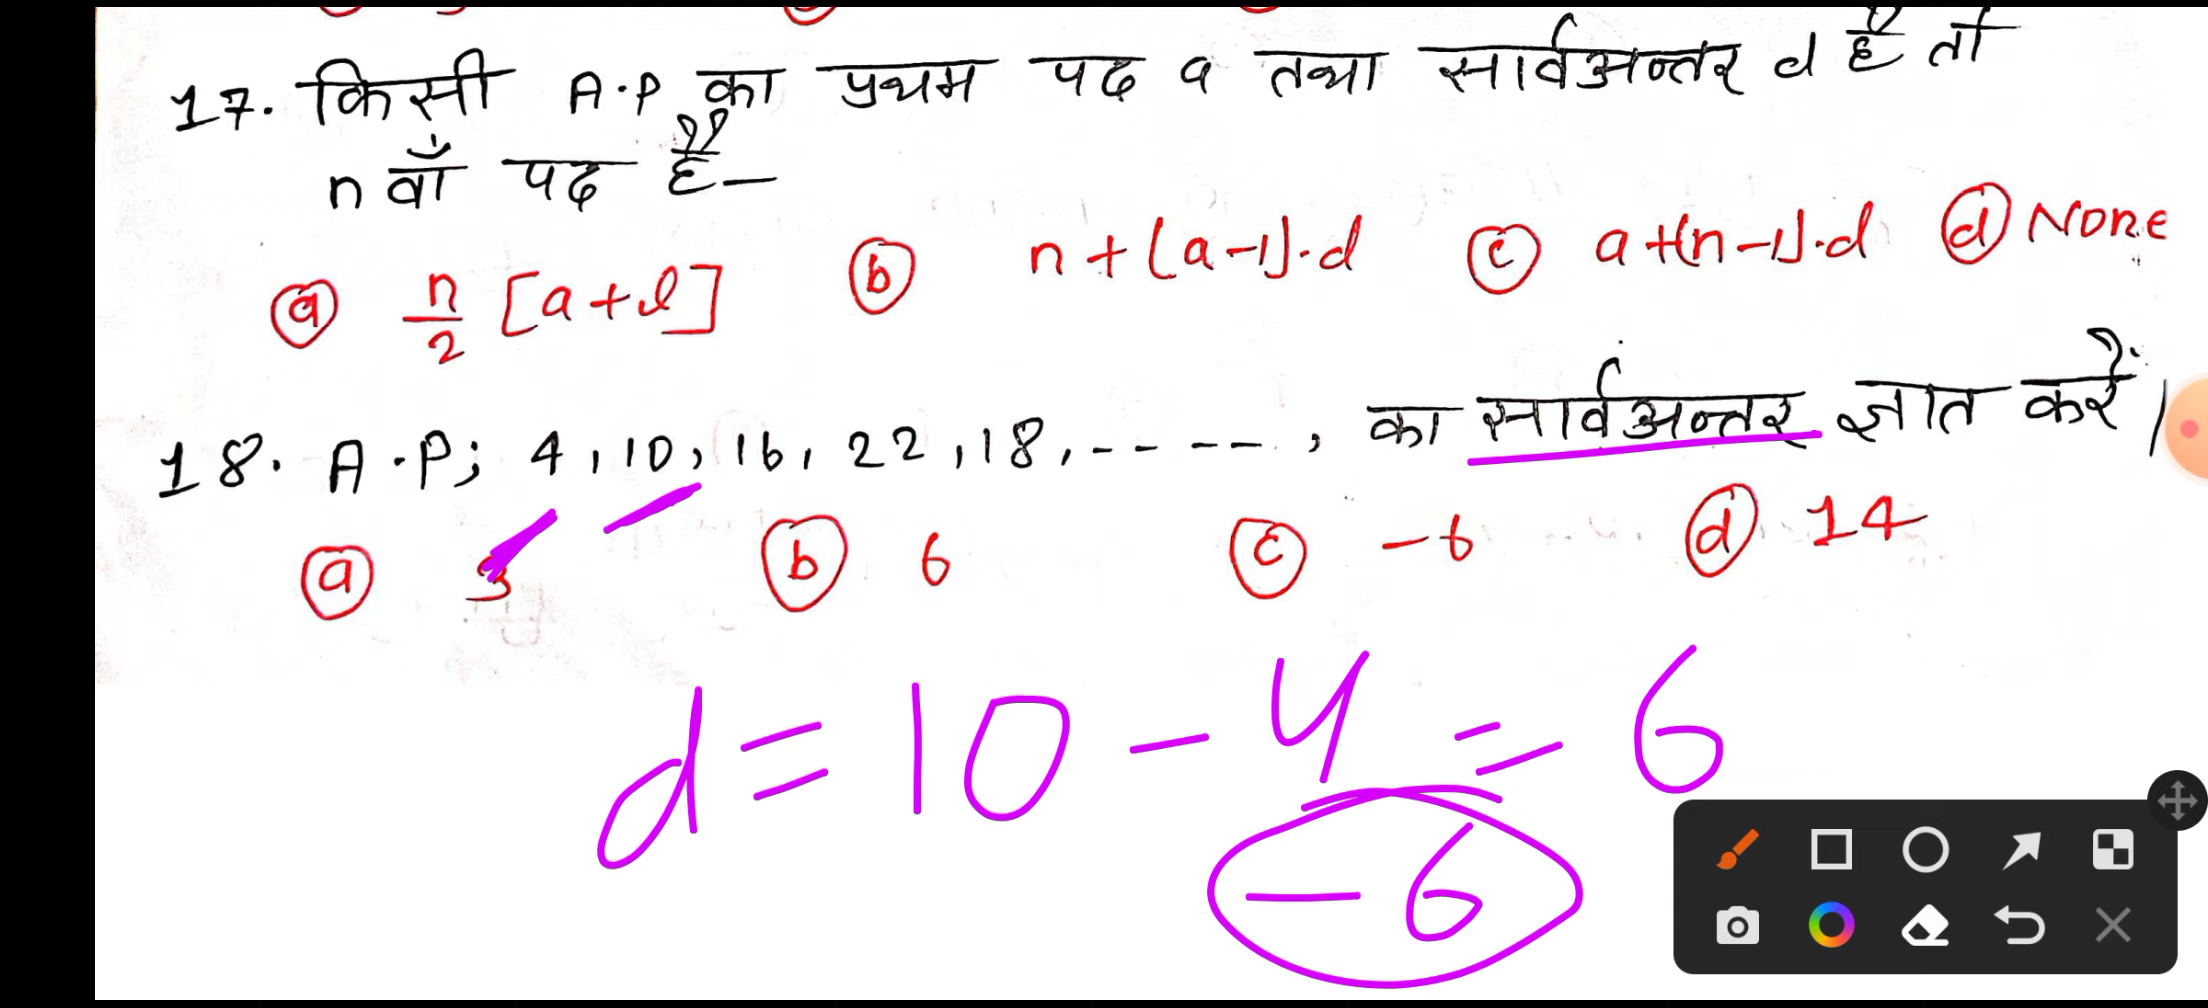 17. किसी A.P का प्रथम पद a तथा सार्वअन्तर d है तो
n वाँ पद है-
(a) n/2 [a+l] (b) n+(a-1).d (c) a+(n-1).d (d) None
18. A.P; 4, 10, 16, 22, 18, -- --, का सार्वअन्तर ज्ञात करें।
(a) 3 (b) 6 (c) -6 (d) 14
d = 10 - 4 = 6
-6